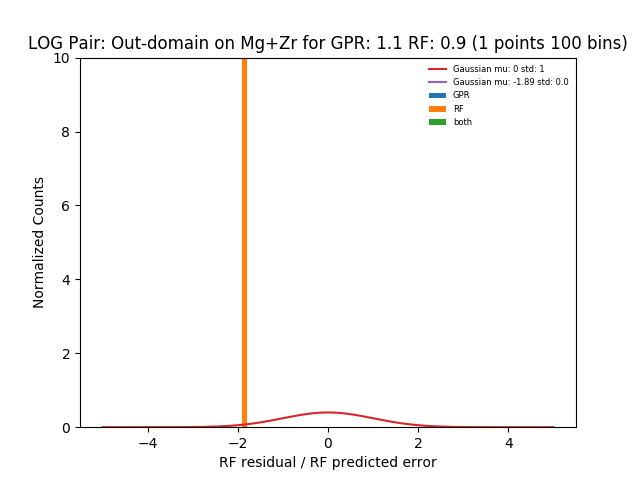 LOG Pair: Out-domain on Mg+Zr for GPR: 1.1 RF: 0.9 (1 points 100 bins)
Gaussian mu: 0 std: 1
Gaussian mu: -1.89 std: 0.0
GPR
RF
both
Normalized Counts
10
8
6
4
2
0
−4 −2 0 2 4
RF residual / RF predicted error